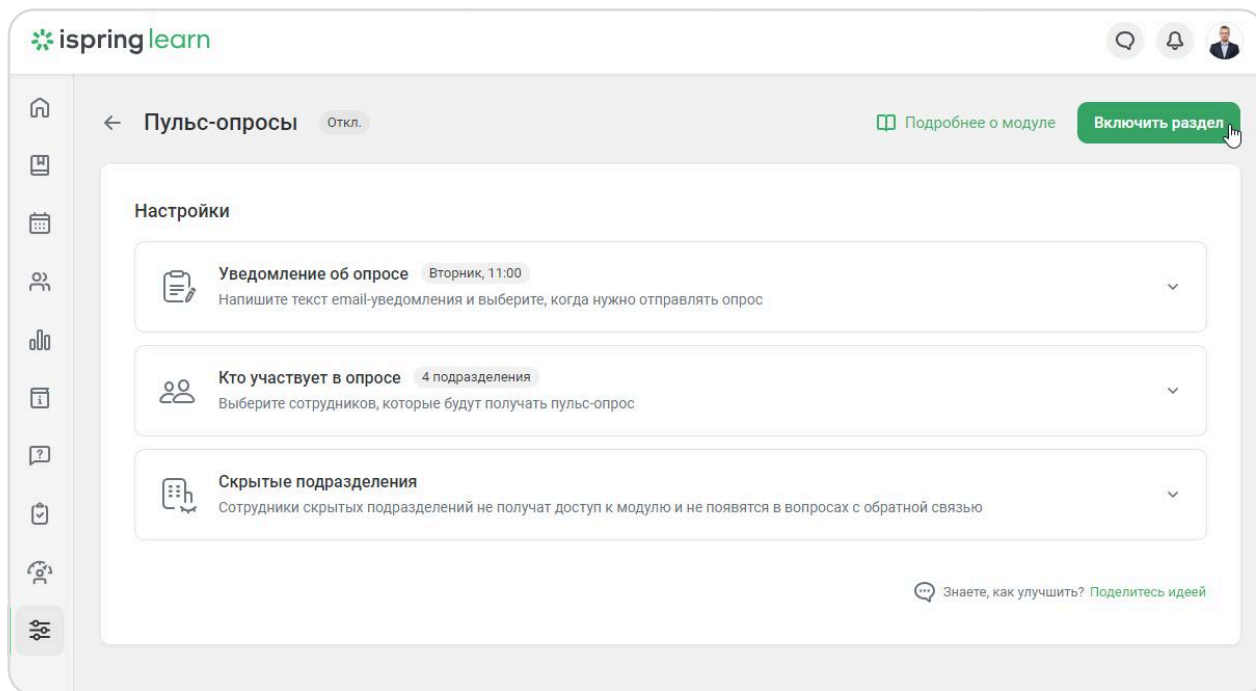 ispring learn
Пульс-опросы Откл. Подробнее о модуле Включить раздел
Настройки
Уведомление об опросе Вторник, 11:00
Напишите текст email-уведомления и выберите, когда нужно отправлять опрос
Кто участвует в опросе 4 подразделения
Выберите сотрудников, которые будут получать пульс-опрос
Скрытые подразделения
Сотрудники скрытых подразделений не получат доступ к модулю и не появятся в вопросах с обратной связью
Знаете, как улучшить? Поделитесь идеей